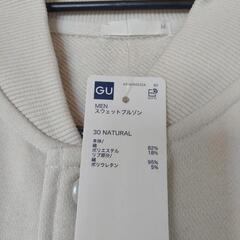 GU
MEN
スウェットブルゾン
30 NATURAL
本体/
綿 82%
ポリエステル 18%
リブ部分/
綿 95%
ポリウレタン 5%